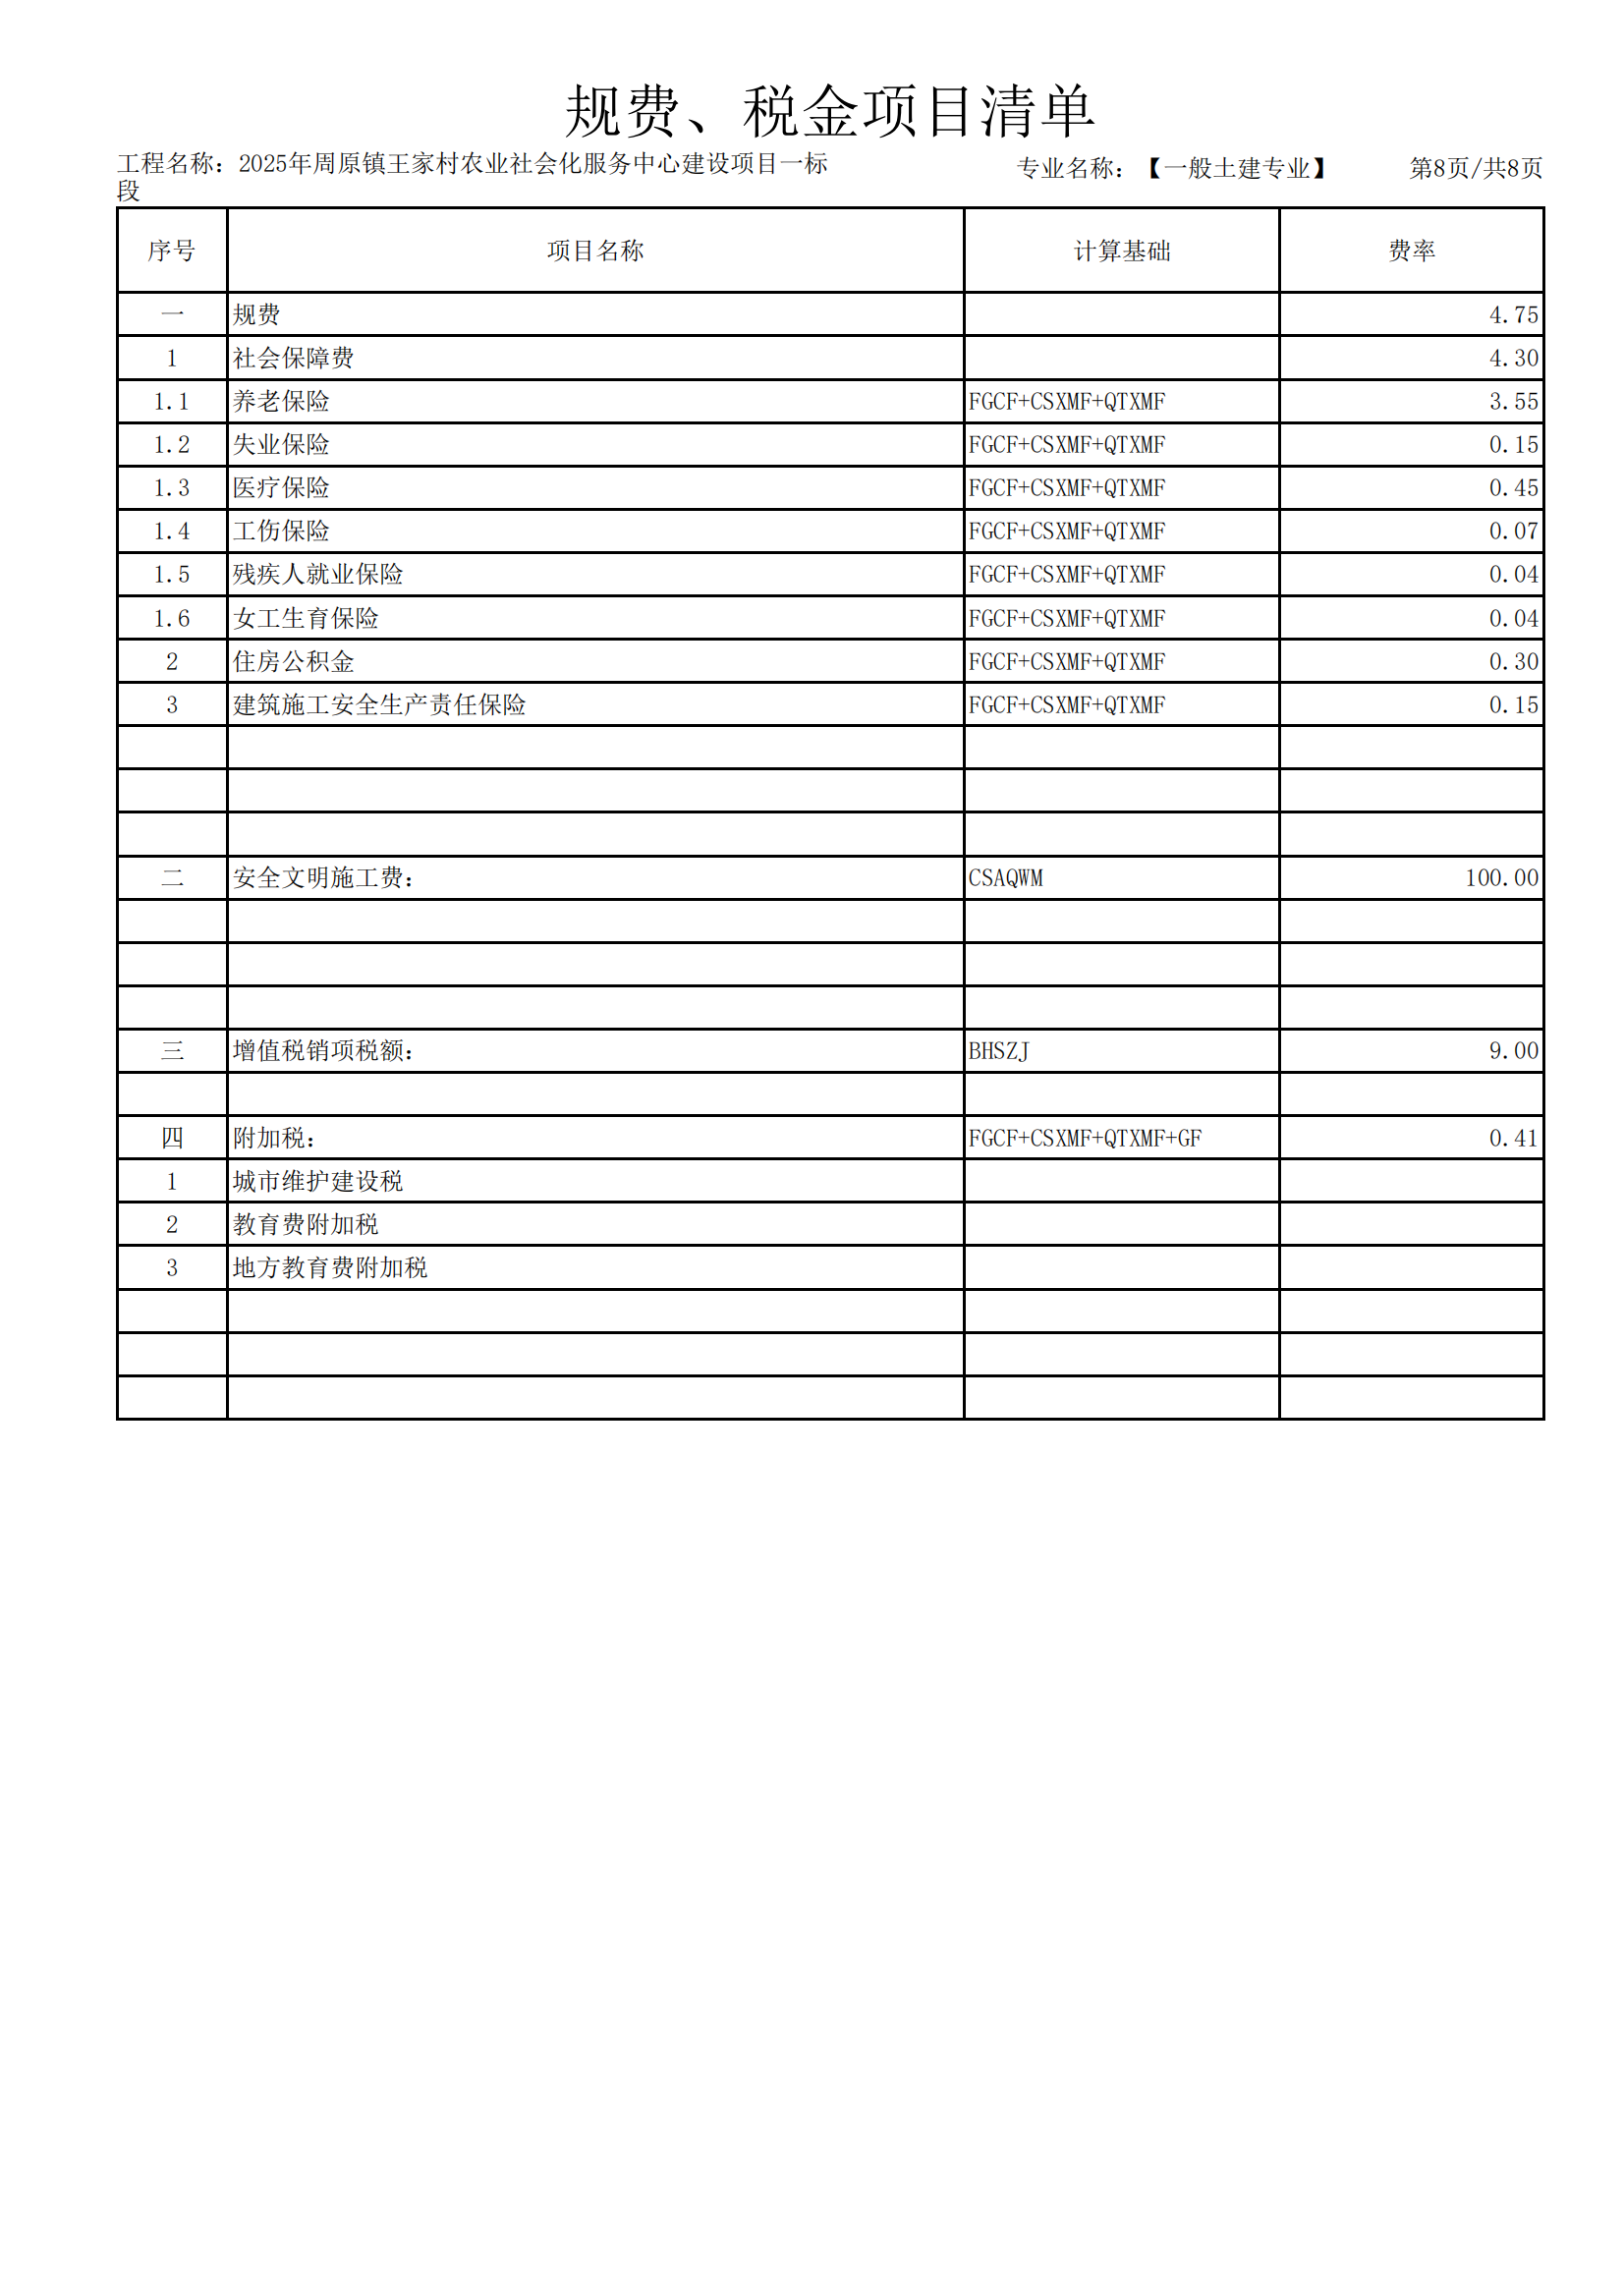 规费、税金项目清单
工程名称：2025年周原镇王家村农业社会化服务中心建设项目一标
段
专业名称：【一般土建专业】 第8页/共8页
序号 项目名称 计算基础 费率
一 规费 4.75
1 社会保障费 4.30
1.1 养老保险 FGCF+CSXMF+QTXMF 3.55
1.2 失业保险 FGCF+CSXMF+QTXMF 0.15
1.3 医疗保险 FGCF+CSXMF+QTXMF 0.45
1.4 工伤保险 FGCF+CSXMF+QTXMF 0.07
1.5 残疾人就业保险 FGCF+CSXMF+QTXMF 0.04
1.6 女工生育保险 FGCF+CSXMF+QTXMF 0.04
2 住房公积金 FGCF+CSXMF+QTXMF 0.30
3 建筑施工安全生产责任保险 FGCF+CSXMF+QTXMF 0.15
二 安全文明施工费： CSAQWM 100.00
三 增值税销项税额： BHSZJ 9.00
四 附加税： FGCF+CSXMF+QTXMF+GF 0.41
1 城市维护建设税
2 教育费附加税
3 地方教育费附加税